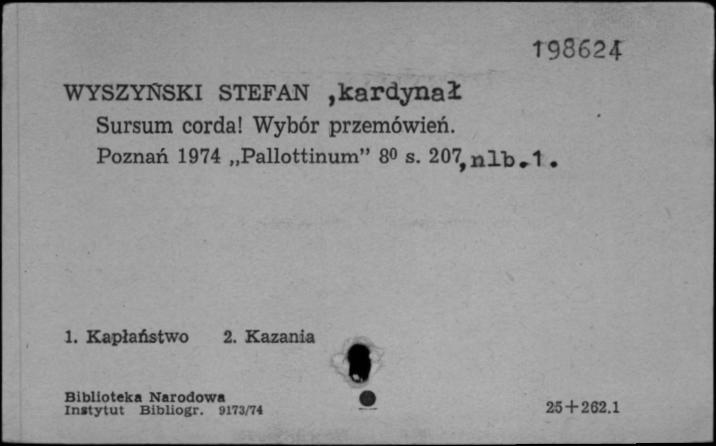 198624
WYSZYŃSKI STEFAN ,kardynał
Sursum corda! Wybór przemówień.
Poznań 1974 „Pallottinum” 8⁰ s. 207, nlb.1.
1. Kapłaństwo 2. Kazania
Biblioteka Narodowa
Instytut Bibliogr. 9173/74
25+262.1